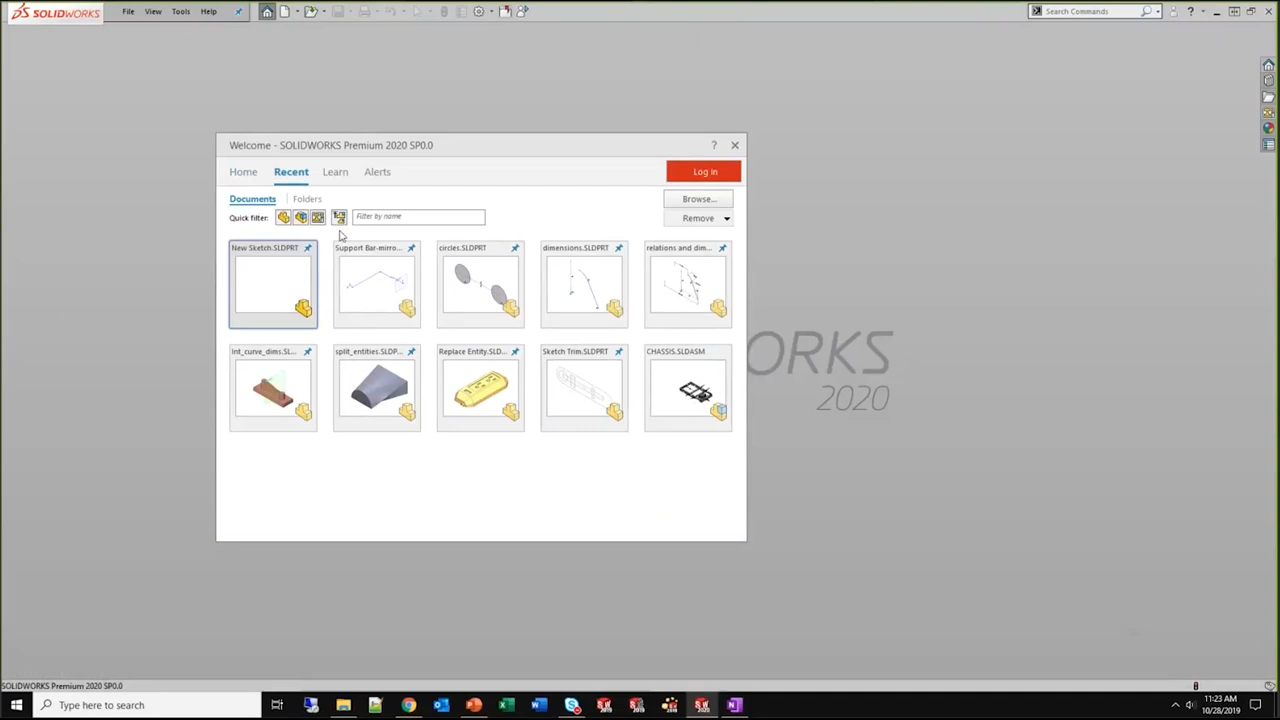 SOLIDWORKS File View Tools Help Search Commands ?
Welcome - SOLIDWORKS Premium 2020 SP0.0 ?
Home Recent Learn Alerts Log in
Documents Folders Browse...
Quick filter: Filter by name Remove
New Sketch.SLDPRT Support Bar-mirro... circles.SLDPRT dimensions.SLDPRT relations and dim...
Int_curve_dims.SL... split_entities.SLDP... Replace Entity.SLD... Sketch Trim.SLDPRT CHASSIS.SLDASM
ORKS
2020
SOLIDWORKS Premium 2020 SP0.0
Type here to search 11:23 AM
10/28/2019